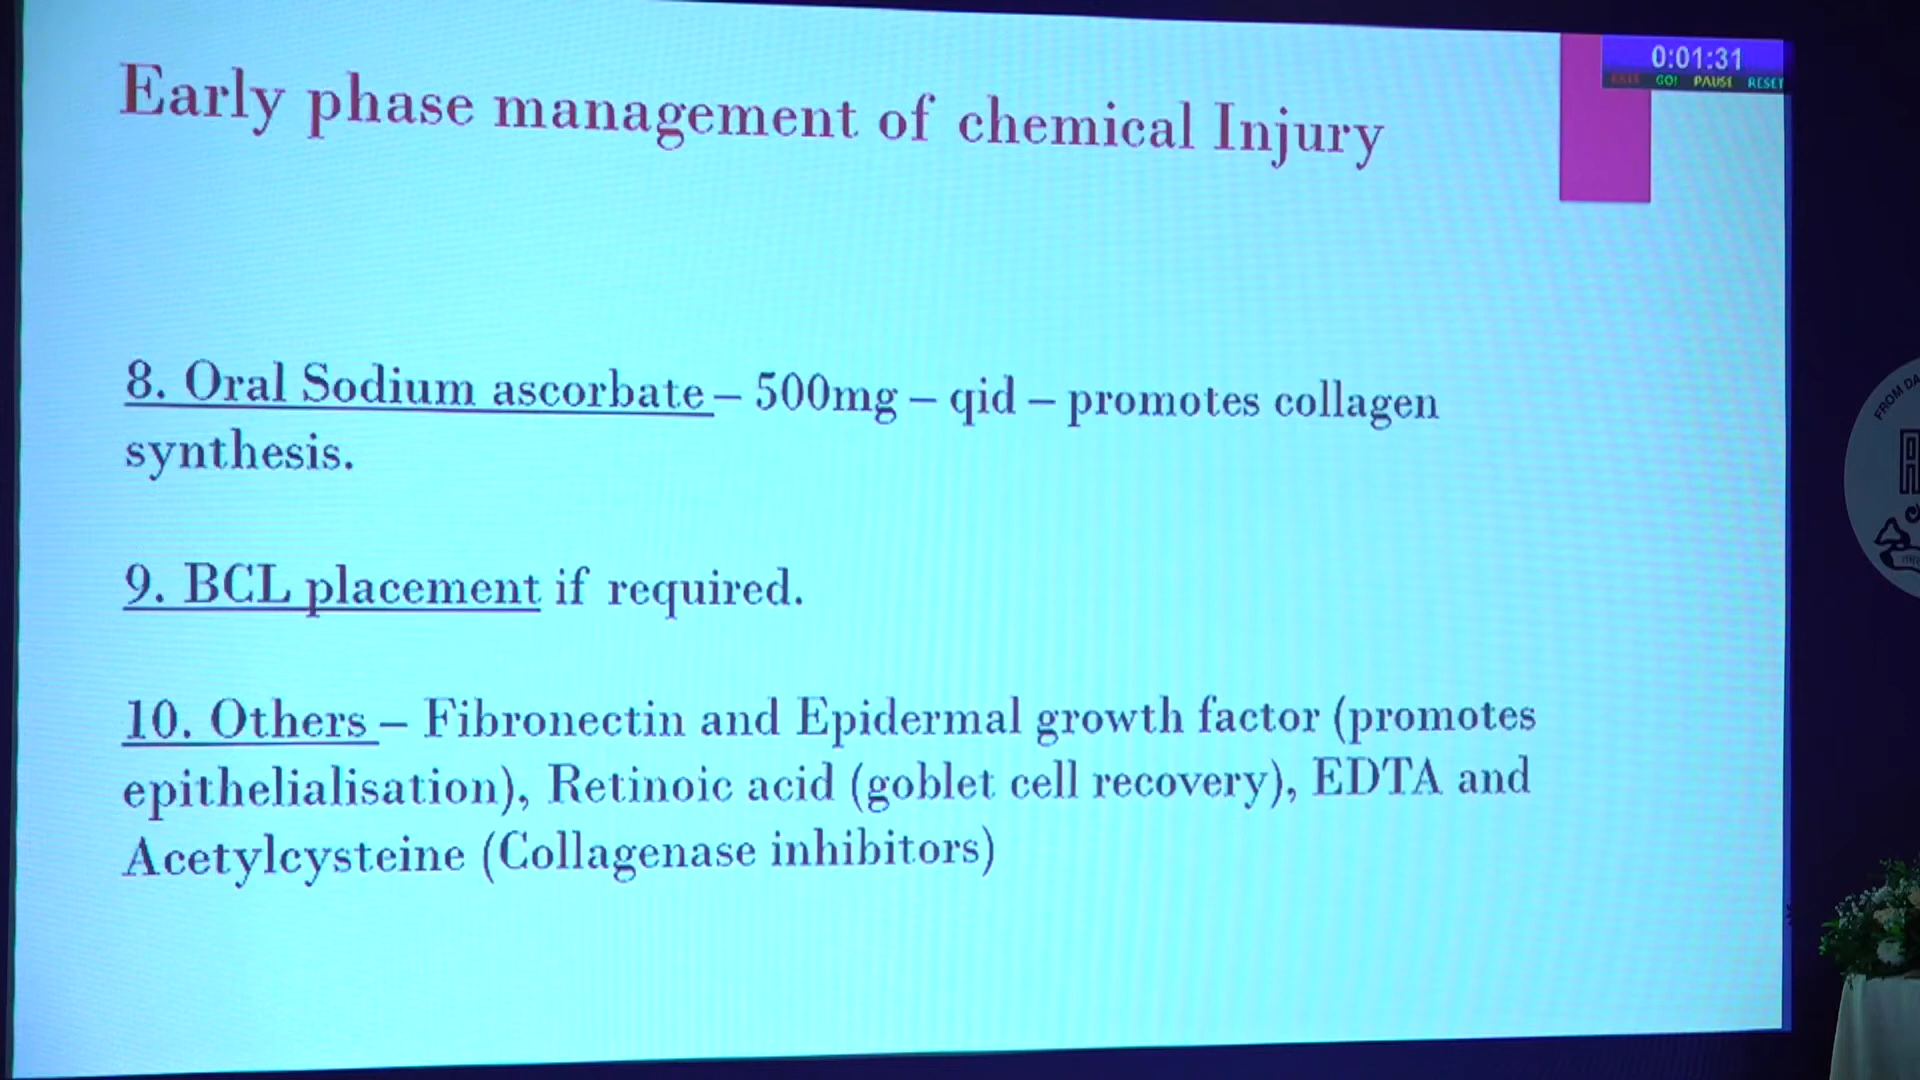 0:01:31
EXIT GO! PAUSE RESET
Early phase management of chemical Injury
8. Oral Sodium ascorbate – 500mg – qid – promotes collagen
synthesis.
9. BCL placement if required.
10. Others – Fibronectin and Epidermal growth factor (promotes
epithelialisation), Retinoic acid (goblet cell recovery), EDTA and
Acetylcysteine (Collagenase inhibitors)
FROM